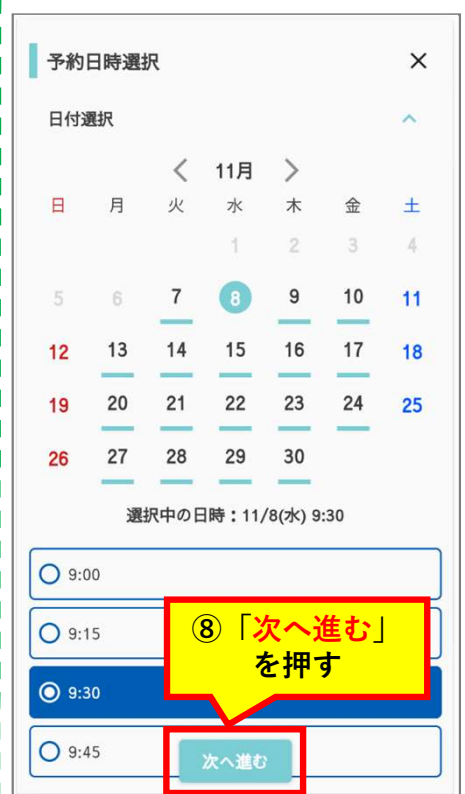 予約日時選択 ×
日付選択
< 11月 >
日 月 火 水 木 金 土
1 2 3 4
5 6 7 8 9 10 11
12 13 14 15 16 17 18
19 20 21 22 23 24 25
26 27 28 29 30
選択中の日時：11/8(水) 9:30
9:00
9:15
⑧「次へ進む」
を押す
9:30
9:45
次へ進む